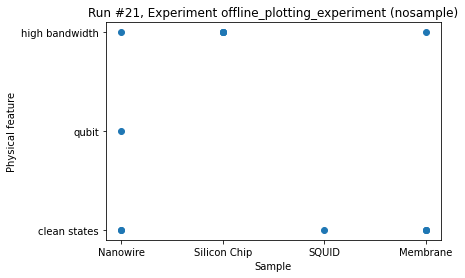 Run #21, Experiment offline_plotting_experiment (nosample)
high bandwidth
qubit
clean states
Physical feature
Nanowire Silicon Chip SQUID Membrane
Sample